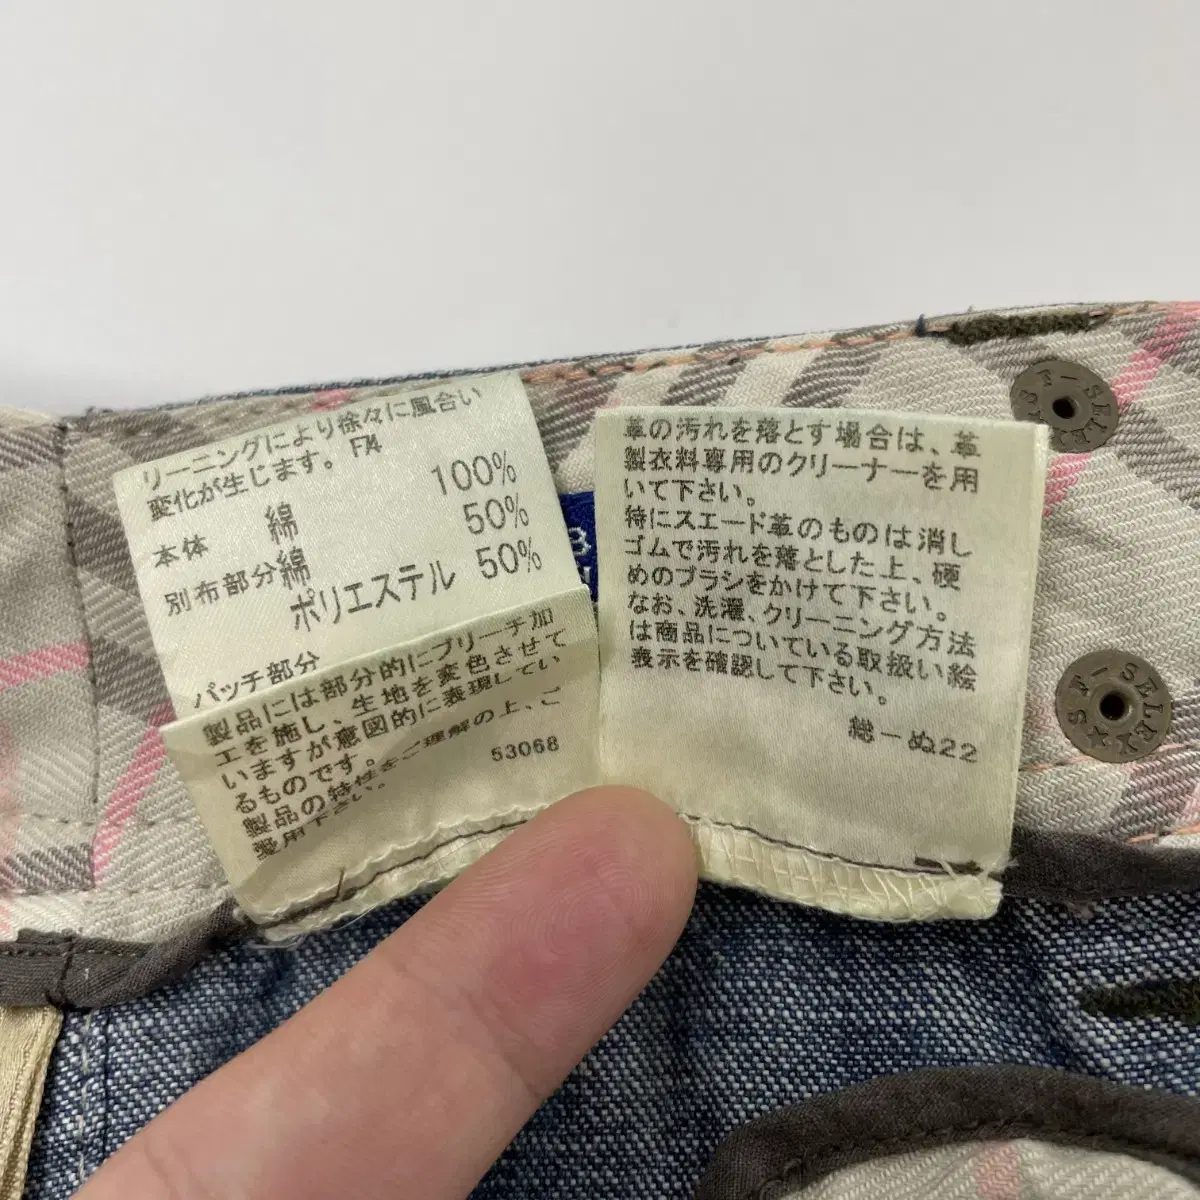 リーニングにより徐々に風合い
変化が生じます。FA
本体 綿 100%
別布部分 綿 50%
ポリエステル 50%
パッチ部分
製品には部分的にブリーチ加
工を施し、生地を変色させて
いますが意図的に表現してい
るものです。
製品の特性をご理解の上、ご
愛用下さい。
53068
革の汚れを落とす場合は、革
製衣料専用のクリーナーを用
いて下さい。
特にスエード革のものは消し
ゴムで汚れを落とした上、硬
めのブラシをかけて下さい。
なお、洗濯、クリーニング方法
は商品についている取扱い絵
表示を確認して下さい。
総ーぬ22